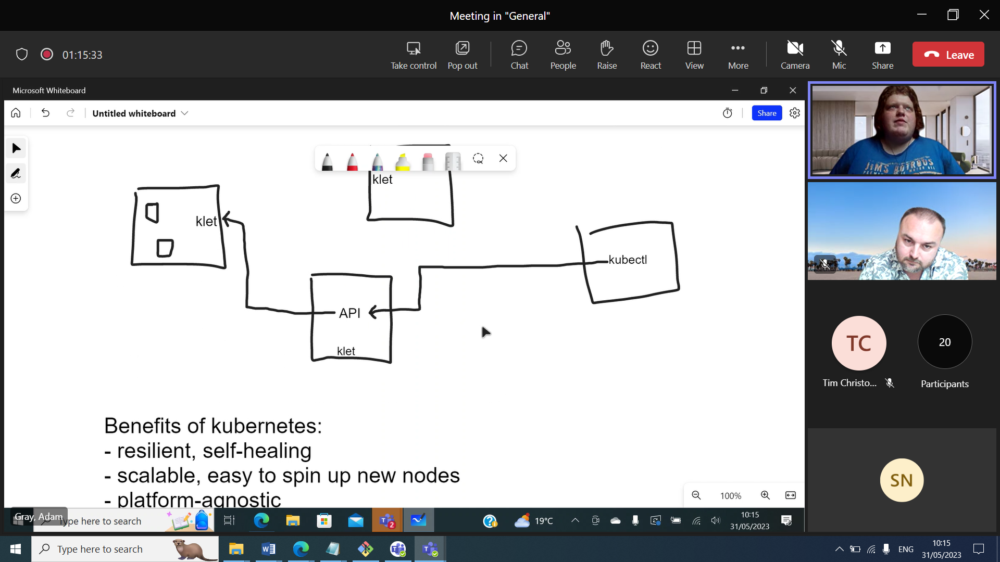 Meeting in "General"
01:15:33
Take control
Pop out
Chat
People
Raise
React
View
More
Camera
Mic
Share
Leave
Microsoft Whiteboard
Untitled whiteboard
Share
klet
klet
kubectl
API
klet
Benefits of kubernetes:
- resilient, self-healing
- scalable, easy to spin up new nodes
- platform-agnostic
100%
TC
Tim Christo...
20
Participants
SN
Gray, Adam
Type here to search
2
19°C
10:15
31/05/2023
Type here to search
ENG
10:15
31/05/2023